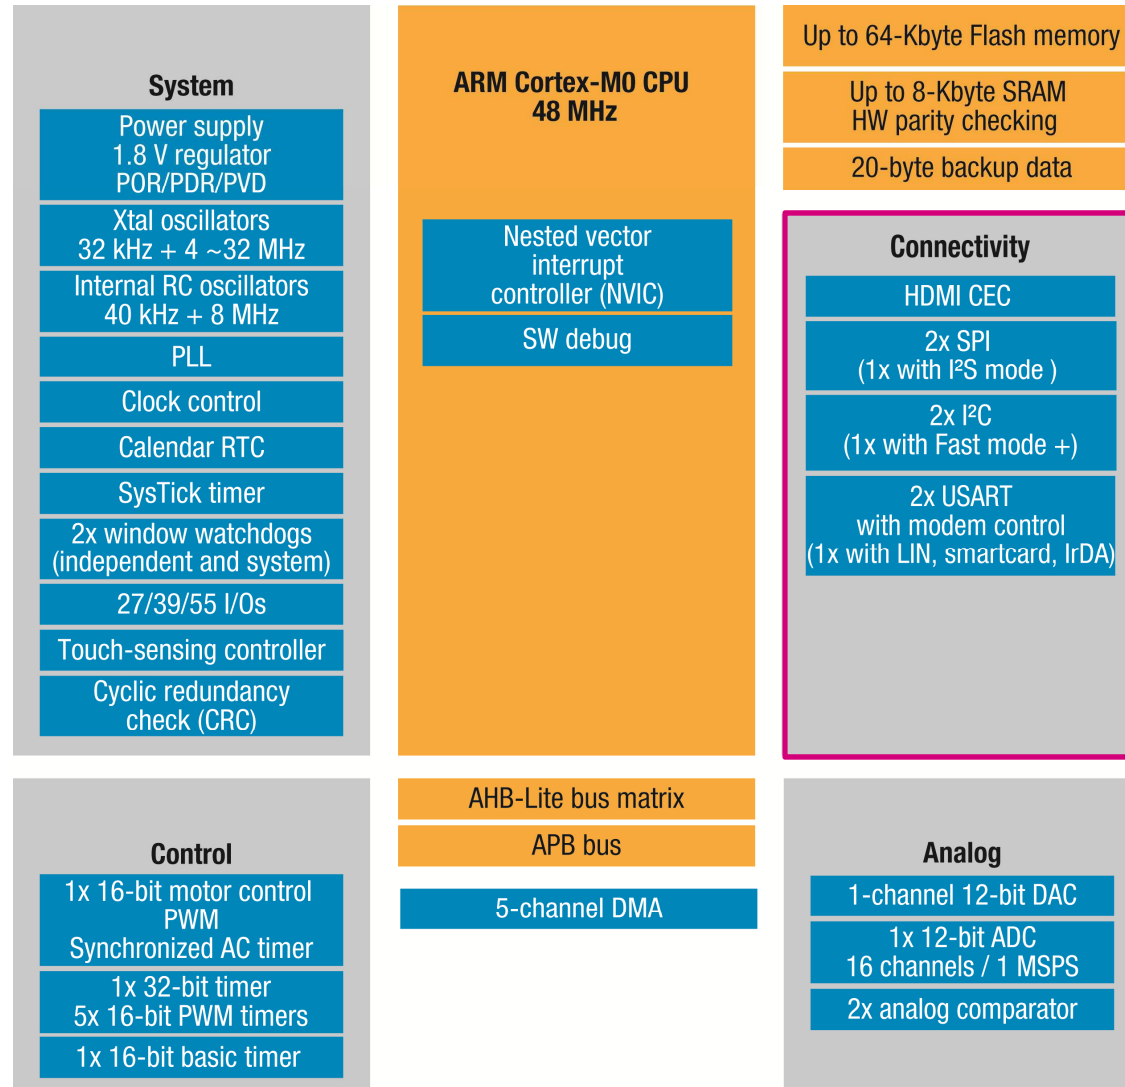 System
Power supply
1.8 V regulator
POR/PDR/PVD
Xtal oscillators
32 kHz + 4 ~32 MHz
Internal RC oscillators
40 kHz + 8 MHz
PLL
Clock control
Calendar RTC
SysTick timer
2x window watchdogs
(independent and system)
27/39/55 I/Os
Touch-sensing controller
Cyclic redundancy
check (CRC)
ARM Cortex-M0 CPU
48 MHz
Nested vector
interrupt
controller (NVIC)
SW debug
Up to 64-Kbyte Flash memory
Up to 8-Kbyte SRAM
HW parity checking
20-byte backup data
Connectivity
HDMI CEC
2x SPI
(1x with I²S mode )
2x I²C
(1x with Fast mode +)
2x USART
with modem control
(1x with LIN, smartcard, IrDA)
Control
1x 16-bit motor control
PWM
Synchronized AC timer
1x 32-bit timer
5x 16-bit PWM timers
1x 16-bit basic timer
AHB-Lite bus matrix
APB bus
5-channel DMA
Analog
1-channel 12-bit DAC
1x 12-bit ADC
16 channels / 1 MSPS
2x analog comparator